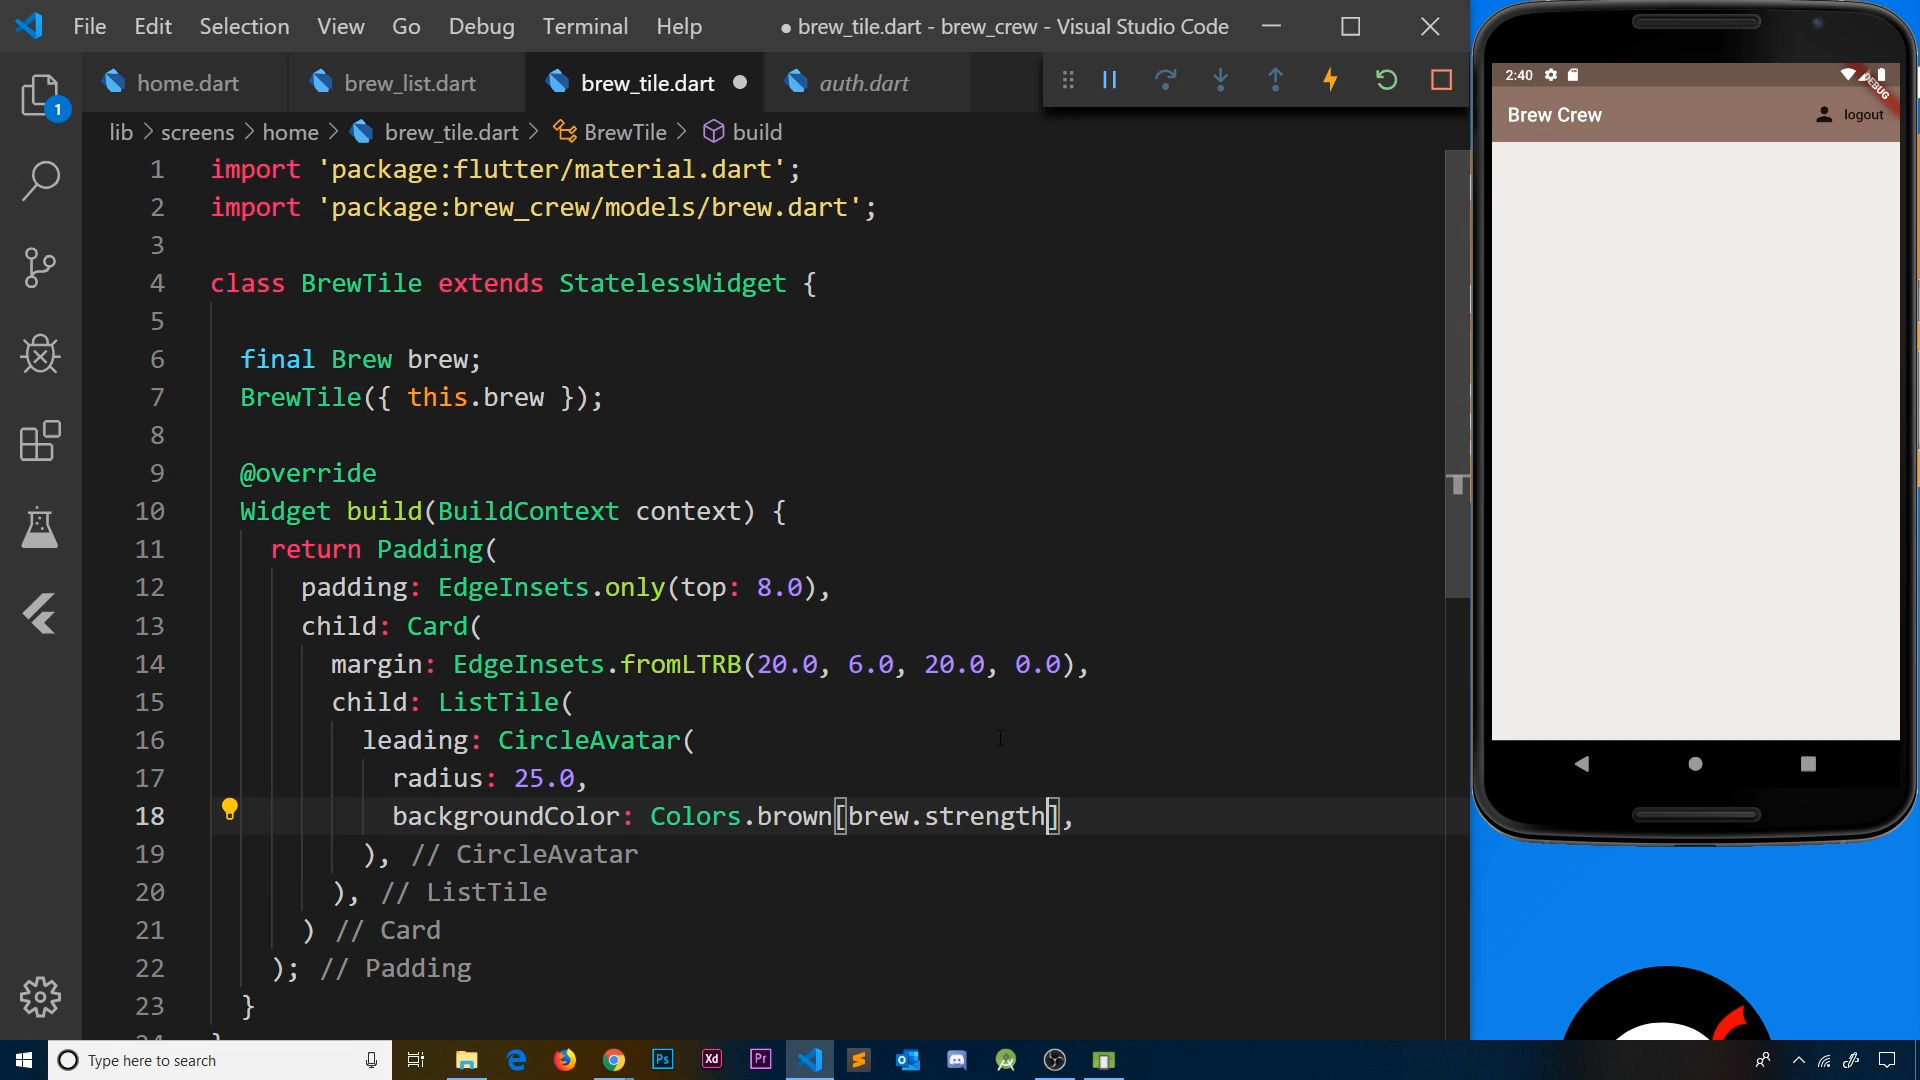 File Edit Selection View Go Debug Terminal Help ● brew_tile.dart - brew_crew - Visual Studio Code
home.dart brew_list.dart brew_tile.dart ● auth.dart
lib > screens > home > brew_tile.dart > BrewTile > build
1 import 'package:flutter/material.dart';
2 import 'package:brew_crew/models/brew.dart';
3
4 class BrewTile extends StatelessWidget {
5
6 final Brew brew;
7 BrewTile({ this.brew });
8
9 @override
10 Widget build(BuildContext context) {
11 return Padding(
12 padding: EdgeInsets.only(top: 8.0),
13 child: Card(
14 margin: EdgeInsets.fromLTRB(20.0, 6.0, 20.0, 0.0),
15 child: ListTile(
16 leading: CircleAvatar(
17 radius: 25.0,
18 backgroundColor: Colors.brown[brew.strength],
19 ), // CircleAvatar
20 ), // ListTile
21 ) // Card
22 ); // Padding
23 }
24 }
1
2:40
DEBUG
Brew Crew logout
Type here to search
Ps Xd Pr